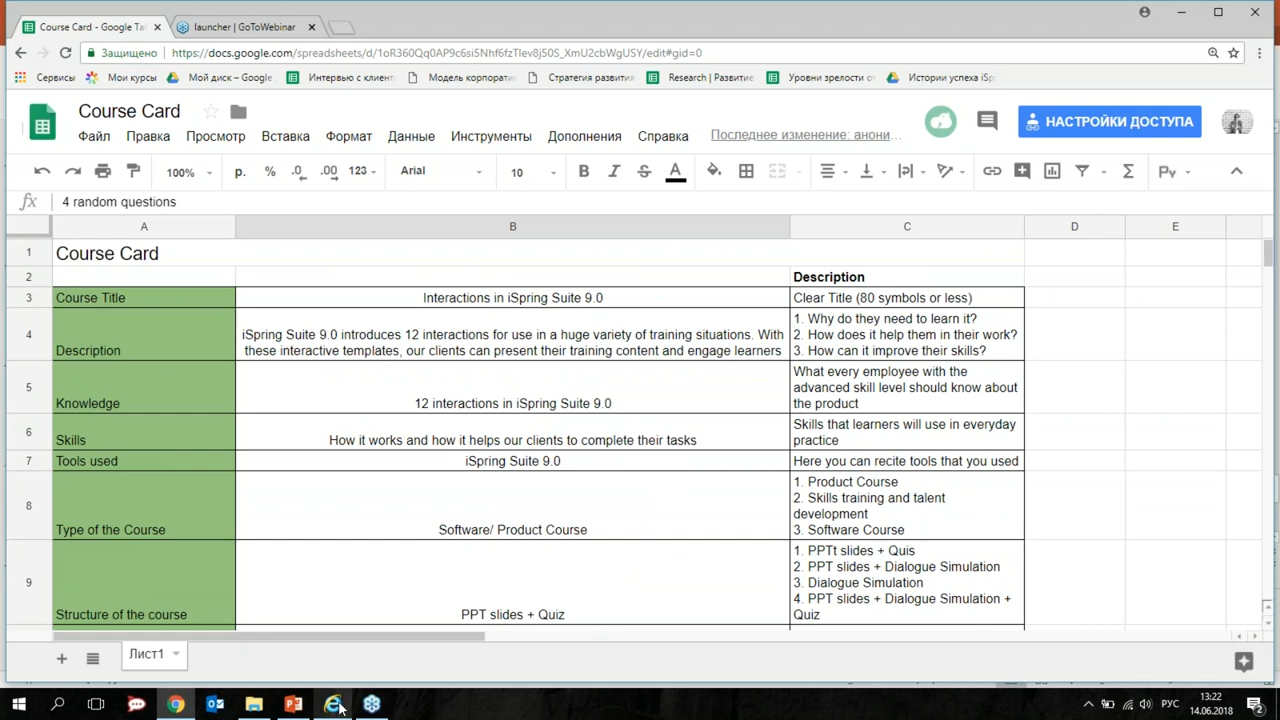 Course Card - Google Та
launcher | GoToWebinar
Защищено
https://docs.google.com/spreadsheets/d/1oR360Qq0AP9c6si5Nhf6fzTIev8j50S_XmU2cbWgUSY/edit#gid=0
Сервисы
Мои курсы
Мой диск – Google
Интервью с клиент
Модель корпорати
Стратегия развити
Research | Развитие
Уровни зрелости от
Истории успеха iSp
Course Card
Файл Правка Просмотр Вставка Формат Данные Инструменты Дополнения Справка Последнее изменение: анони...
НАСТРОЙКИ ДОСТУПА
100% р. % .0 .00 123 Arial 10 B I S A Σ
fx 4 random questions
A B C D E
1 Course Card
2 Description
3 Course Title Interactions in iSpring Suite 9.0 Clear Title (80 symbols or less)
4 Description
iSpring Suite 9.0 introduces 12 interactions for use in a huge variety of training situations. With
these interactive templates, our clients can present their training content and engage learners
1. Why do they need to learn it?
2. How does it help them in their work?
3. How can it improve their skills?
5 Knowledge 12 interactions in iSpring Suite 9.0
What every employee with the
advanced skill level should know about
the product
6 Skills How it works and how it helps our clients to complete their tasks
Skills that learners will use in everyday
practice
7 Tools used iSpring Suite 9.0 Here you can recite tools that you used
8 Type of the Course Software/ Product Course
1. Product Course
2. Skills training and talent
development
3. Software Course
9 Structure of the course PPT slides + Quiz
1. PPTt slides + Quis
2. PPT slides + Dialogue Simulation
3. Dialogue Simulation
4. PPT slides + Dialogue Simulation +
Quiz
Лист1
РУС
13:22
14.06.2018
2